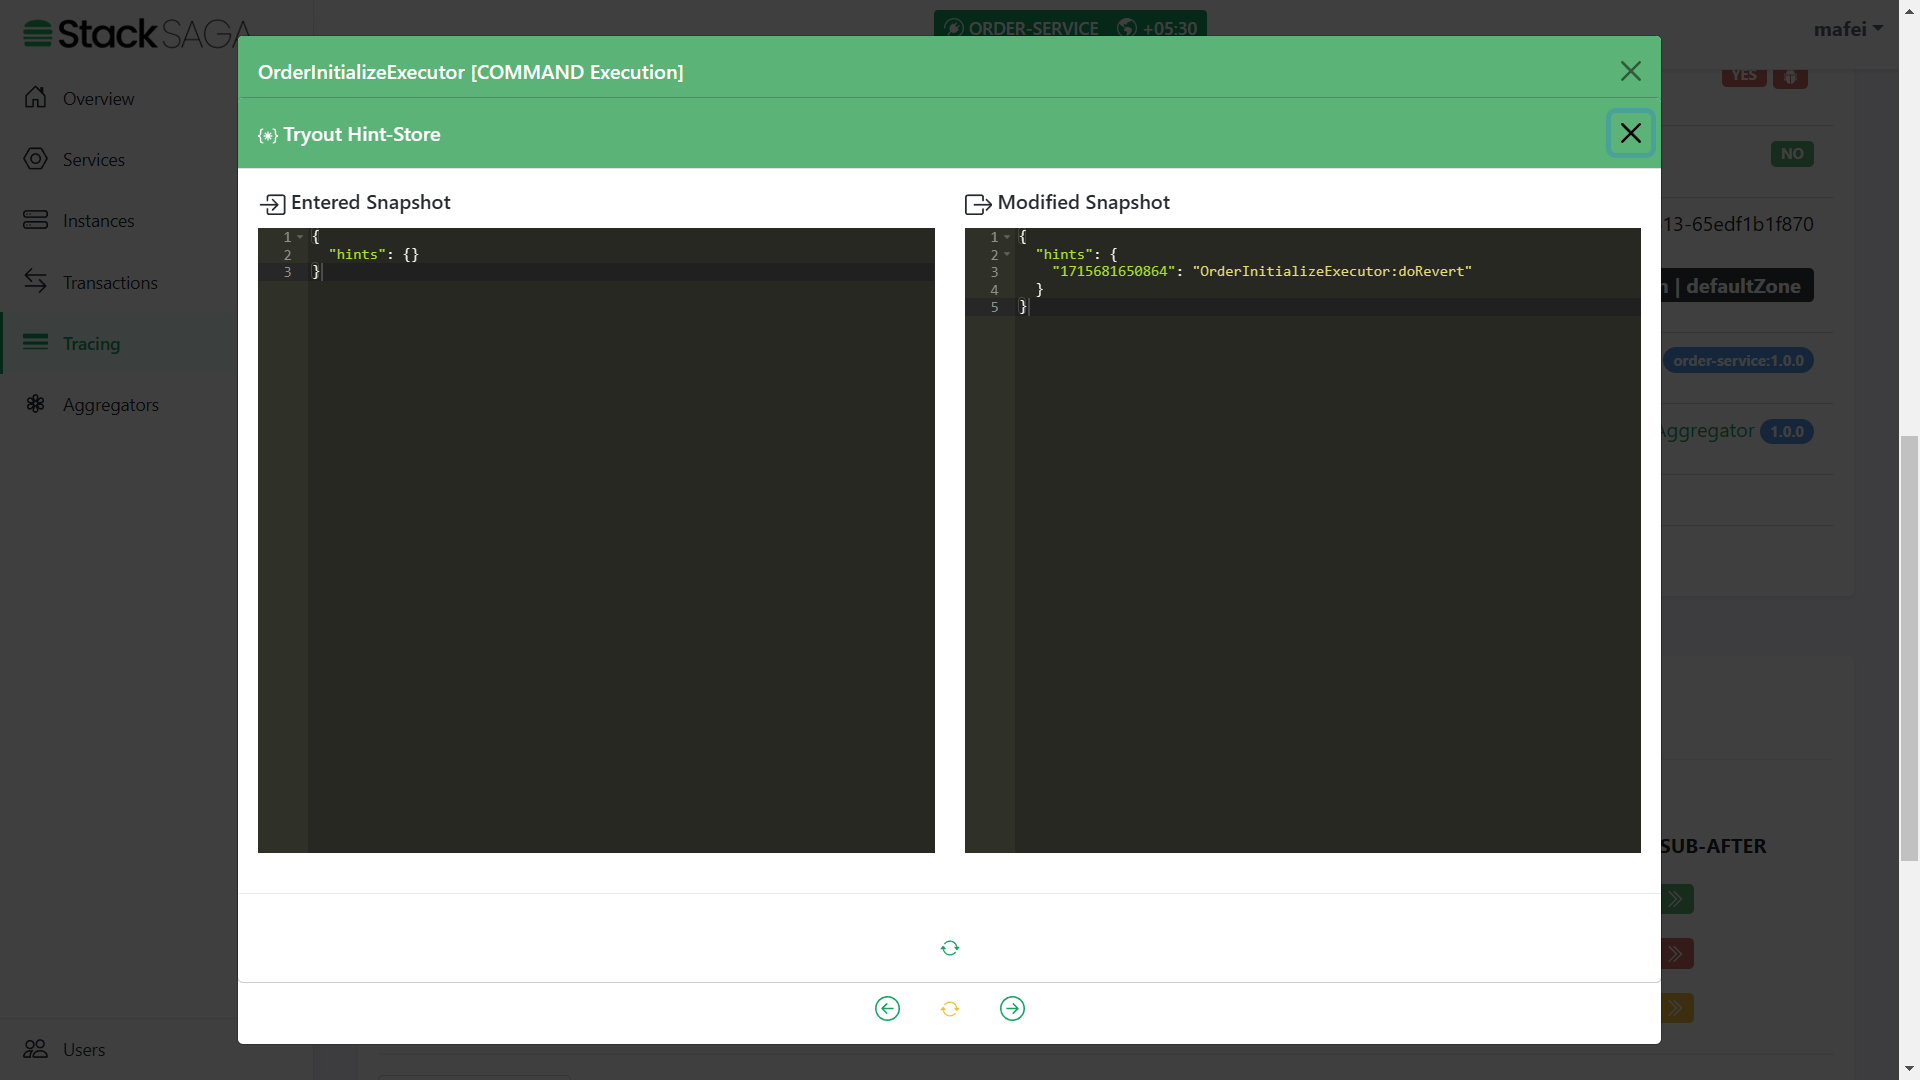 StackSAGA
ORDER-SERVICE +05:30
mafei
OrderInitializeExecutor [COMMAND Execution]
Overview
YES
{*} Tryout Hint-Store
Services
NO
Entered Snapshot
Modified Snapshot
Instances
13-65edf1b1f870
1 {
2 "hints": {}
3 }
1 {
2 "hints": {
3 "1715681650864": "OrderInitializeExecutor:doRevert"
4 }
5 }
Transactions
| defaultZone
Tracing
order-service:1.0.0
Aggregators
Aggregator 1.0.0
SUB-AFTER
Users